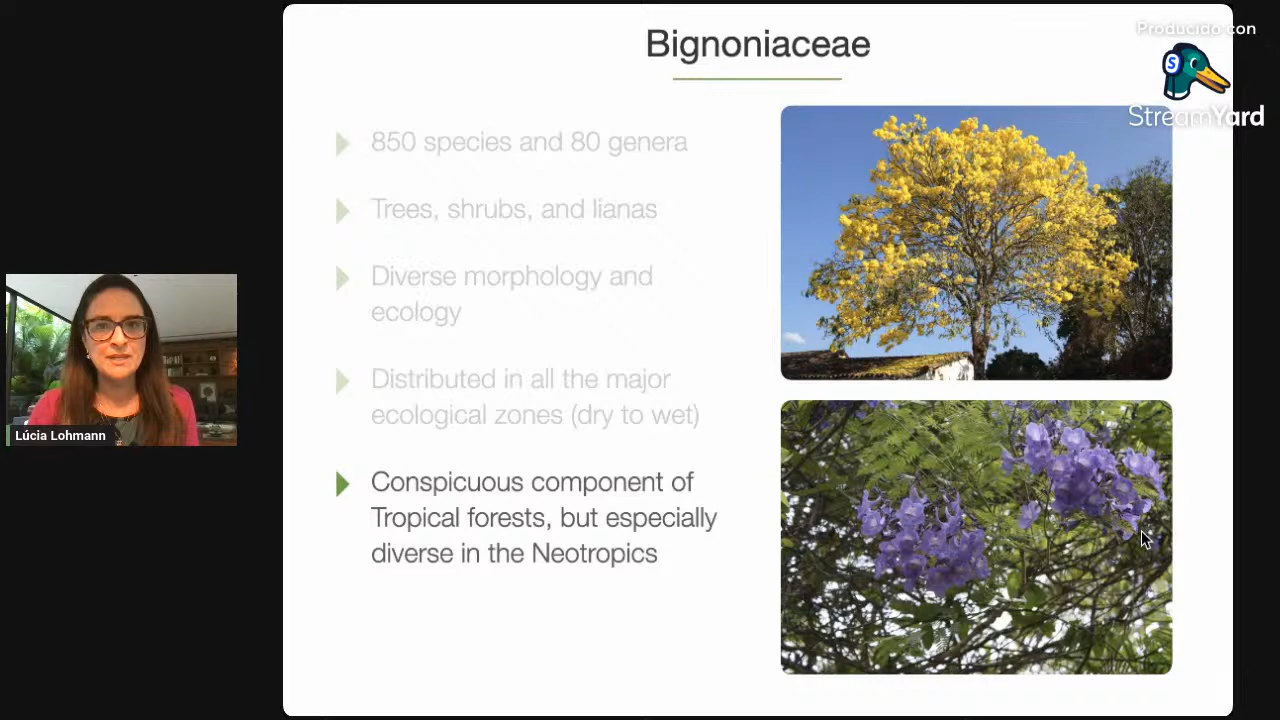 Bignoniaceae
Producido con
StreamYard
850 species and 80 genera
Trees, shrubs, and lianas
Diverse morphology and
ecology
Distributed in all the major
ecological zones (dry to wet)
Conspicuous component of
Tropical forests, but especially
diverse in the Neotropics
Lúcia Lohmann